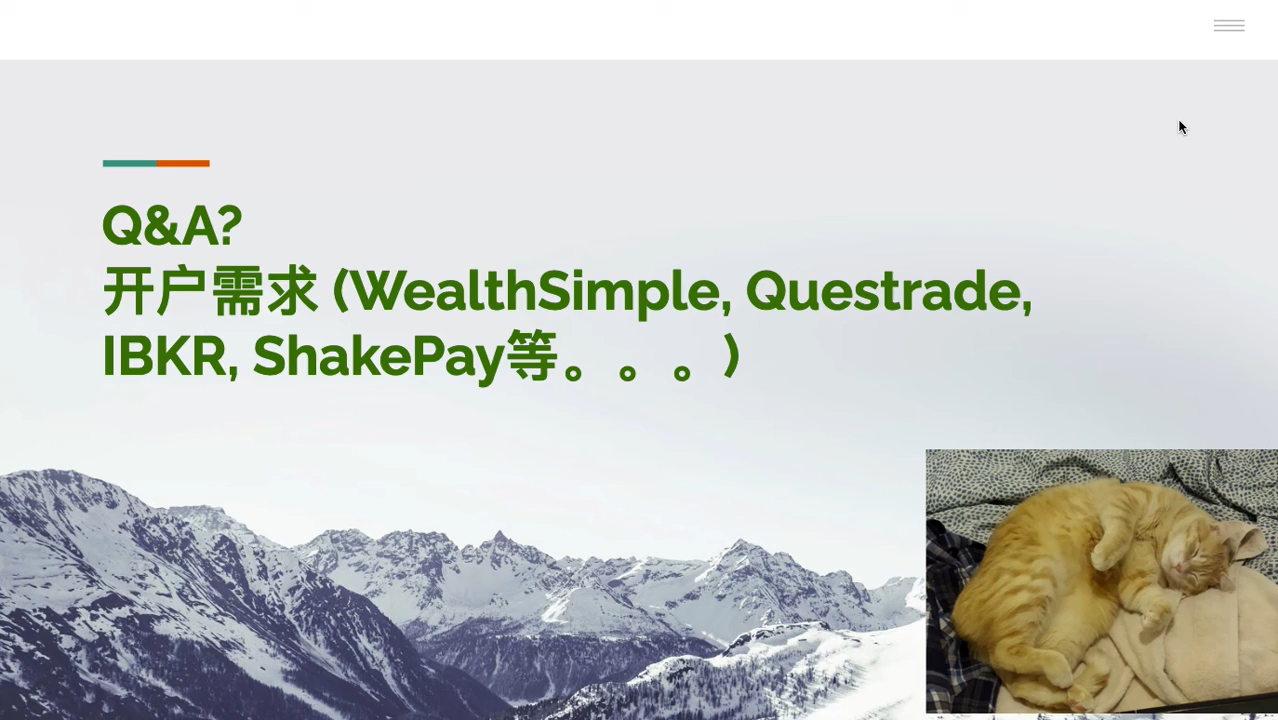 Q&A?
开户需求 (WealthSimple, Questrade,
IBKR, ShakePay等。。。)